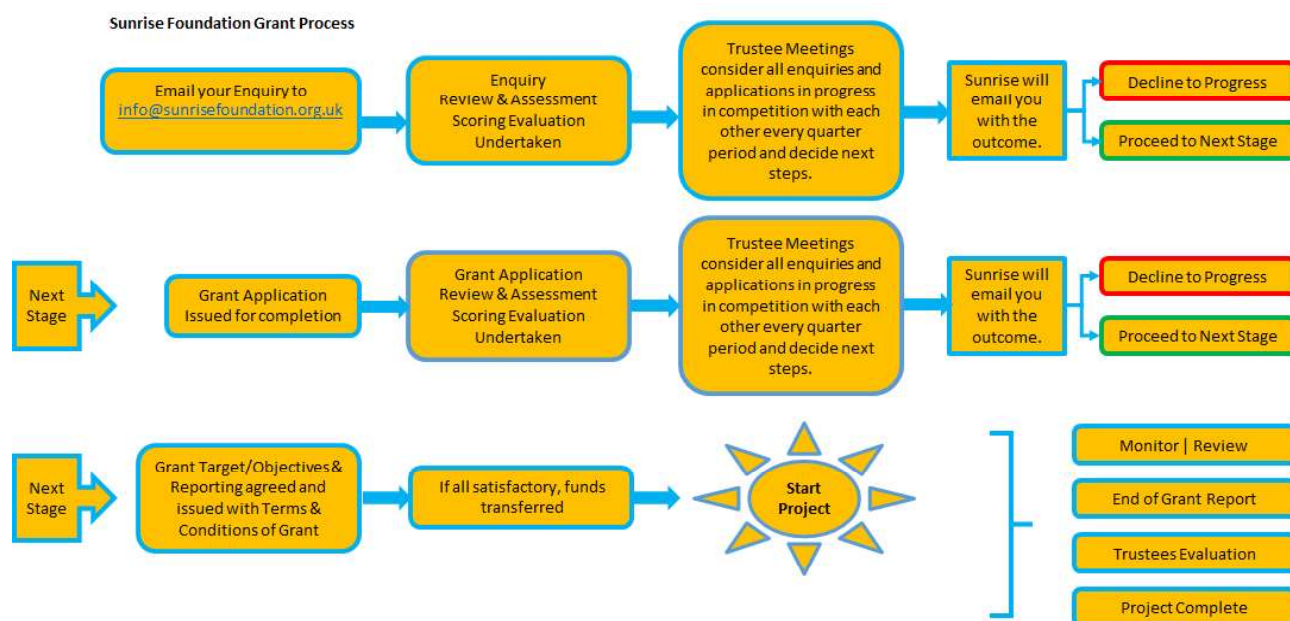 Sunrise Foundation Grant Process
Email your Enquiry to
info@sunrisefoundation.org.uk
Enquiry
Review & Assessment
Scoring Evaluation
Undertaken
Trustee Meetings
consider all enquiries and
applications in progress
in competition with each
other every quarter
period and decide next
steps.
Sunrise will
email you
with the
outcome.
Decline to Progress
Proceed to Next Stage
Next
Stage
Grant Application
Issued for completion
Grant Application
Review & Assessment
Scoring Evaluation
Undertaken
Trustee Meetings
consider all enquiries and
applications in progress
in competition with each
other every quarter
period and decide next
steps.
Sunrise will
email you
with the
outcome.
Decline to Progress
Proceed to Next Stage
Next
Stage
Grant Target/Objectives &
Reporting agreed and
issued with Terms &
Conditions of Grant
If all satisfactory, funds
transferred
Start
Project
Monitor | Review
End of Grant Report
Trustees Evaluation
Project Complete